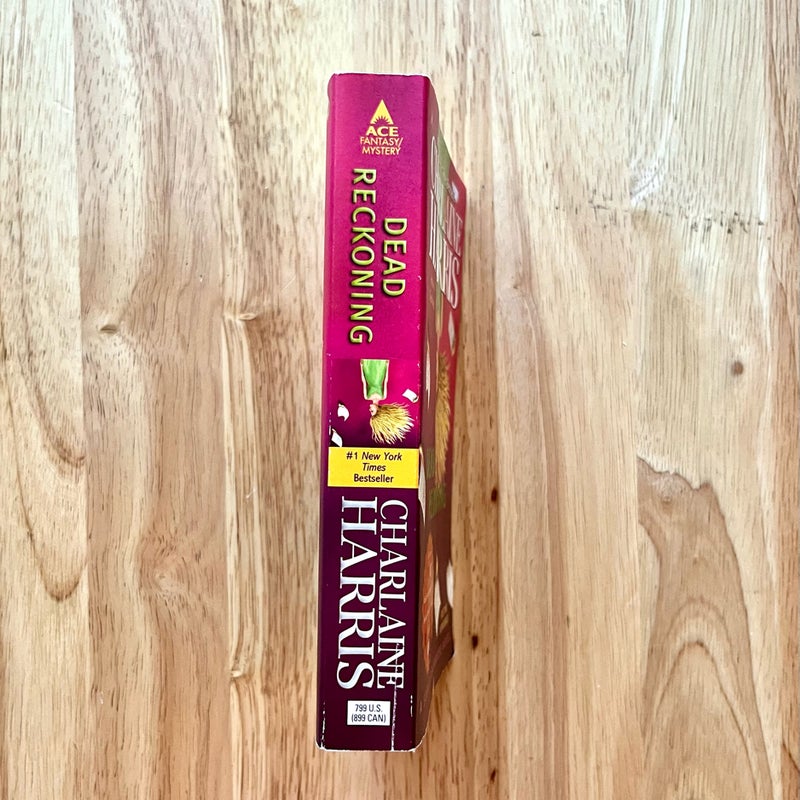 ACE
FANTASY/
MYSTERY
DEAD
RECKONING
#1 New York
Times
Bestseller
CHARLAINE
HARRIS
799 U.S.
(899 CAN)